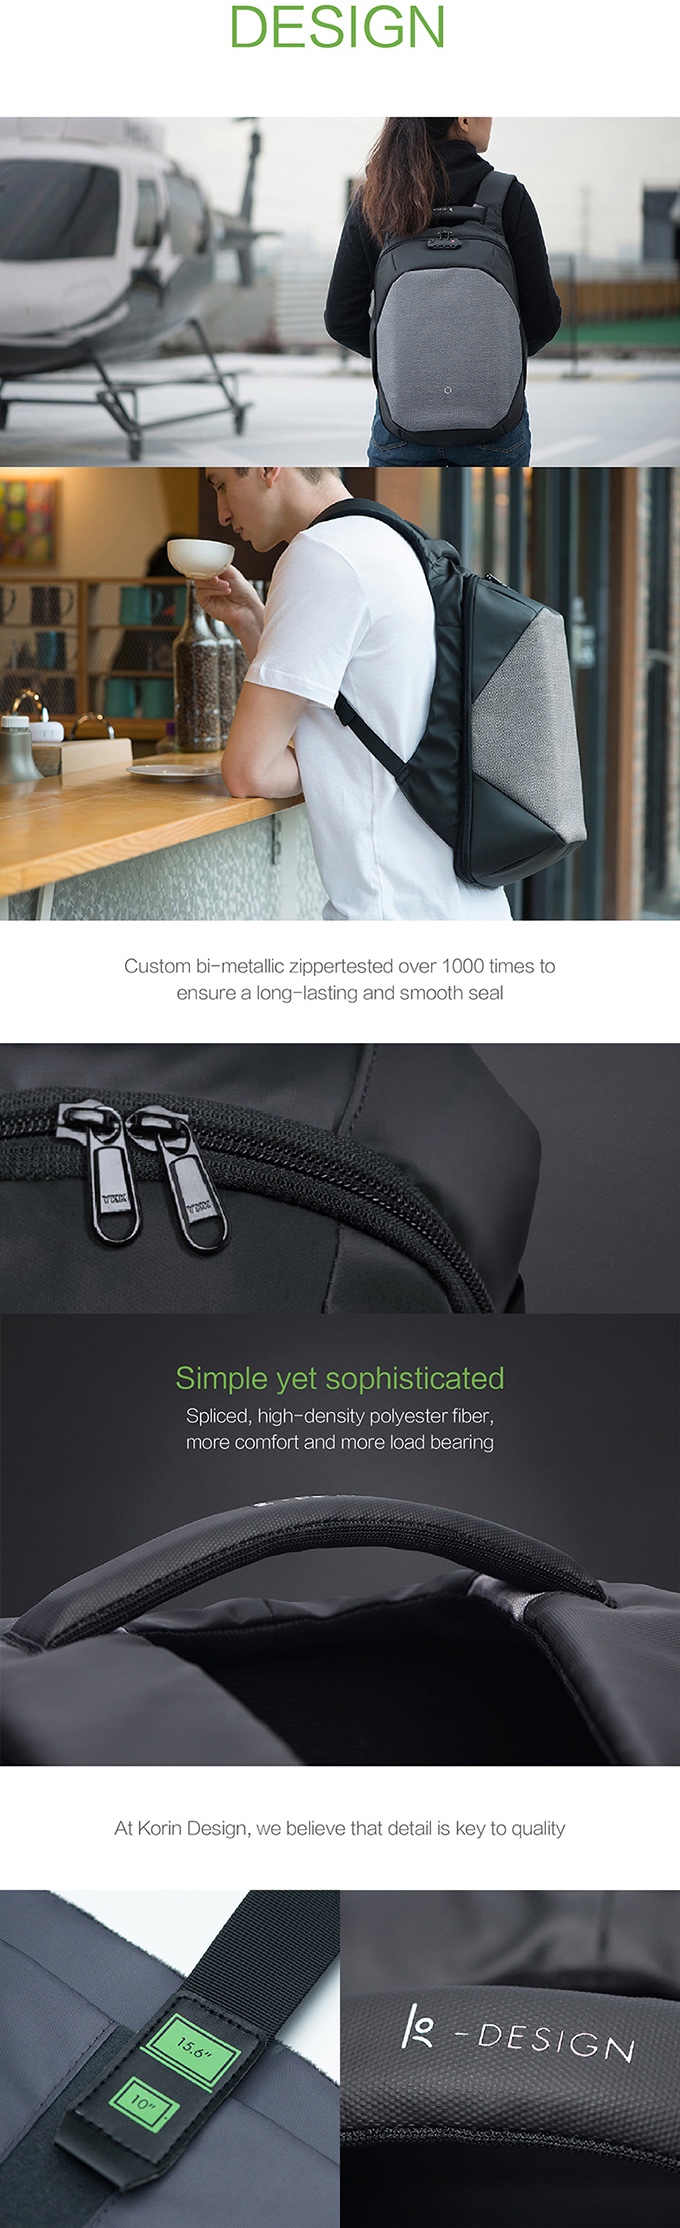 DESIGN
Custom bi-metallic zippertested over 1000 times to
ensure a long-lasting and smooth seal
YKK
YKK
Simple yet sophisticated
Spliced, high-density polyester fiber,
more comfort and more load bearing
At Korin Design, we believe that detail is key to quality
15.6"
10"
K - DESIGN